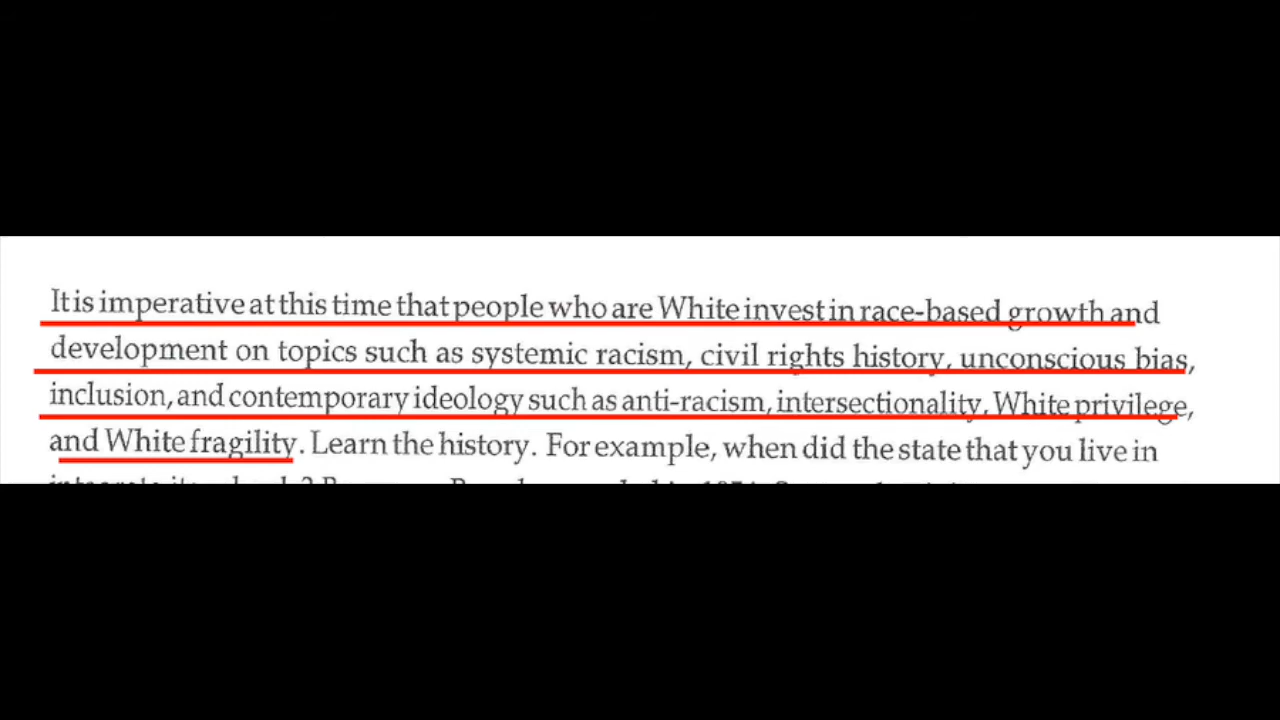 It is imperative at this time that people who are White invest in race-based growth and
development on topics such as systemic racism, civil rights history, unconscious bias,
inclusion, and contemporary ideology such as anti-racism, intersectionality, White privilege,
and White fragility. Learn the history. For example, when did the state that you live in